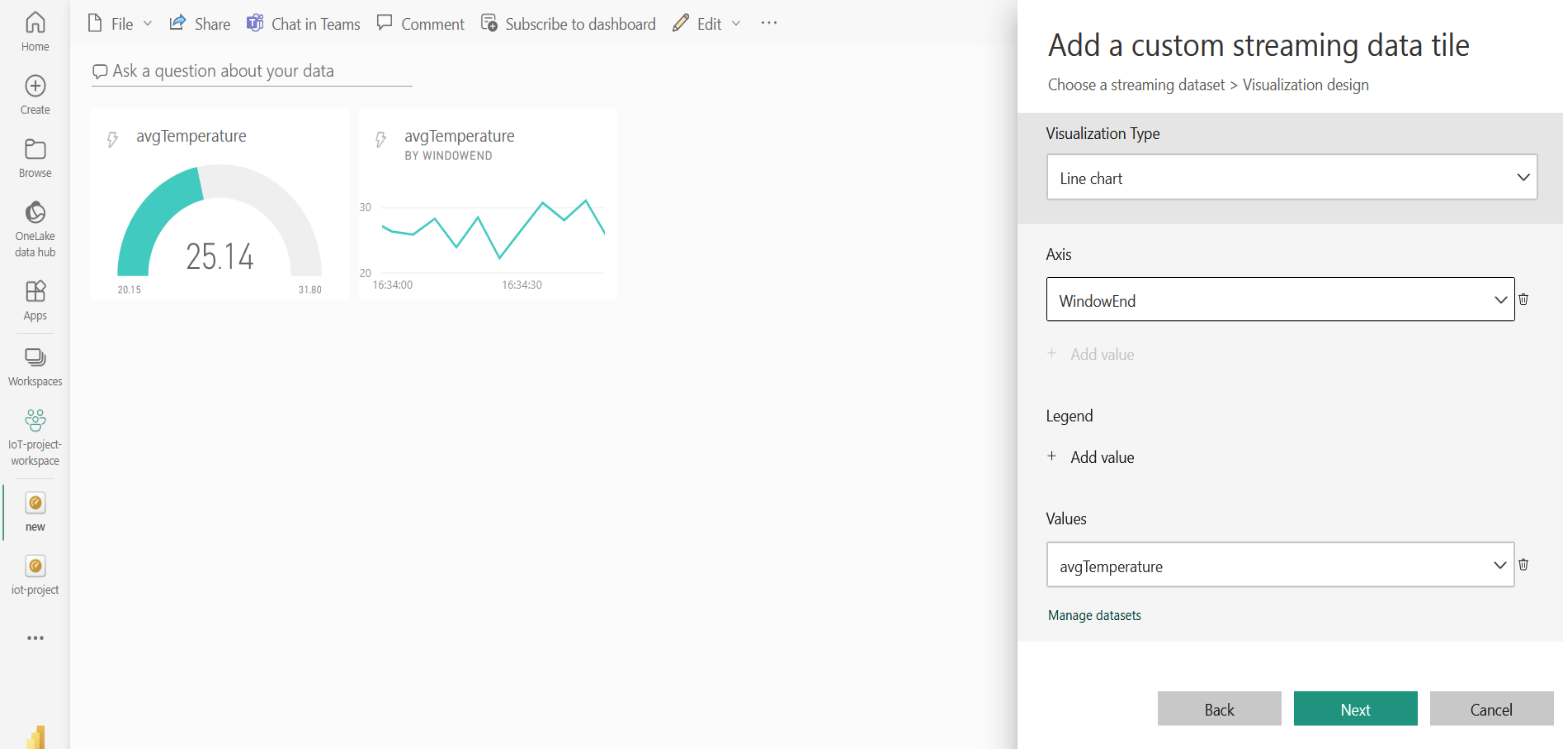 Home
Create
Browse
OneLake
data hub
Apps
Workspaces
IoT-project-
workspace
new
iot-project
File
Share
Chat in Teams
Comment
Subscribe to dashboard
Edit
Ask a question about your data
avgTemperature
25.14
20.15
31.80
avgTemperature
BY WINDOWEND
30
20
16:34:00
16:34:30
Add a custom streaming data tile
Choose a streaming dataset > Visualization design
Visualization Type
Line chart
Axis
WindowEnd
+ Add value
Legend
+ Add value
Values
avgTemperature
Manage datasets
Back
Next
Cancel